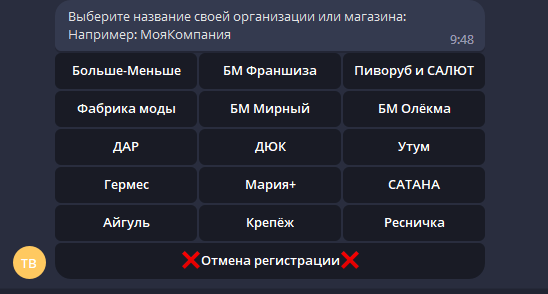 Выберите название своей организации или магазина:
Например: МояКомпания
9:48
Больше-Меньше БМ Франшиза Пиворуб и САЛЮТ
Фабрика моды БМ Мирный БМ Олёкма
ДАР ДЮК Утум
Гермес Мария+ САТАНА
Айгуль Крепёж Ресничка
❌Отмена регистрации❌
ТВ